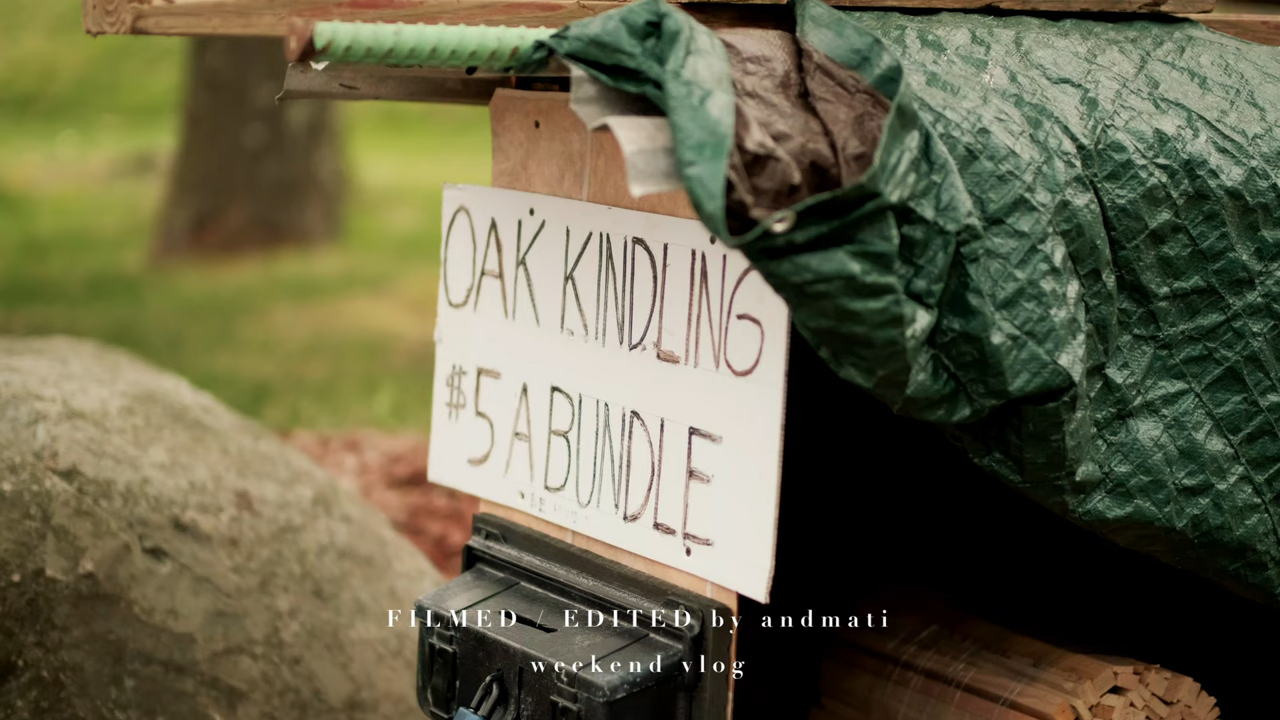 OAK KINDLING
$5 A BUNDLE
FILMED / EDITED by andmati
weekend vlog